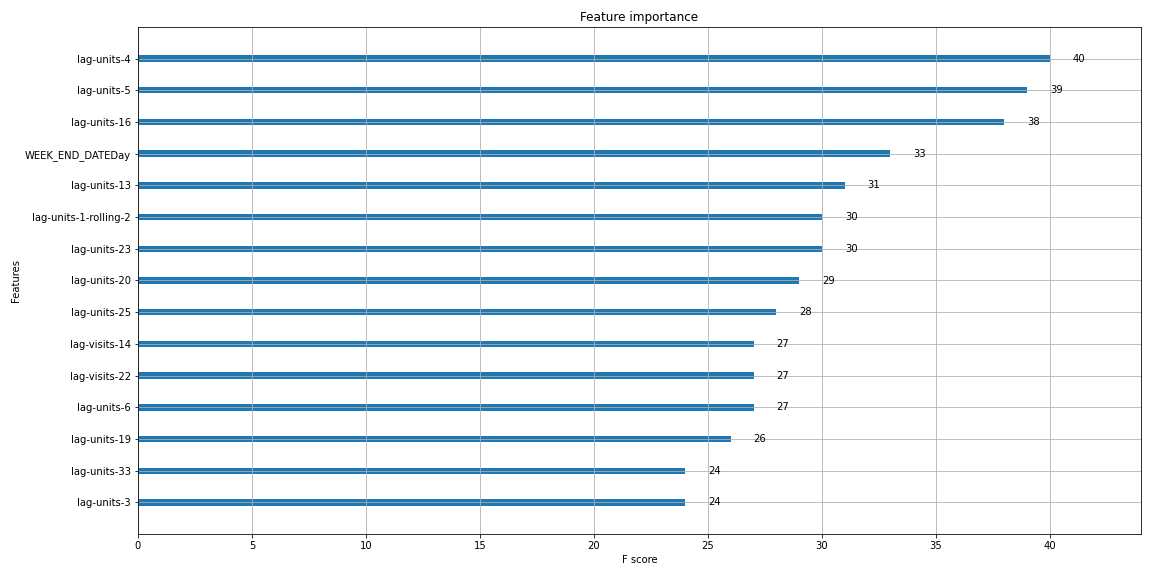 Feature importance
Features
lag-units-4 40
lag-units-5 39
lag-units-16 38
WEEK_END_DATEDay 33
lag-units-13 31
lag-units-1-rolling-2 30
lag-units-23 30
lag-units-20 29
lag-units-25 28
lag-visits-14 27
lag-visits-22 27
lag-units-6 27
lag-units-19 26
lag-units-33 24
lag-units-3 24
0 5 10 15 20 25 30 35 40
F score